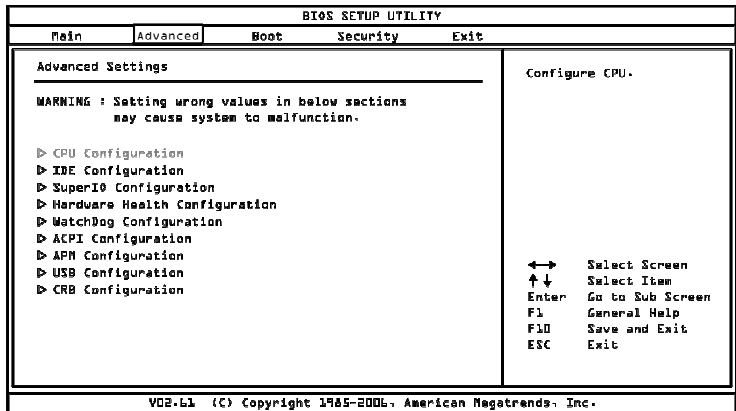 BIOS SETUP UTILITY
Main Advanced Boot Security Exit
Advanced Settings
WARNING : Setting wrong values in below sections
may cause system to malfunction.
▷ CPU Configuration
▷ IDE Configuration
▷ SuperIO Configuration
▷ Hardware Health Configuration
▷ WatchDog Configuration
▷ ACPI Configuration
▷ APM Configuration
▷ USB Configuration
▷ CRB Configuration
Configure CPU.
←→ Select Screen
↑↓ Select Item
Enter Go to Sub Screen
F1 General Help
F10 Save and Exit
ESC Exit
V02.61 (C) Copyright 1985-2006, American Megatrends, Inc.